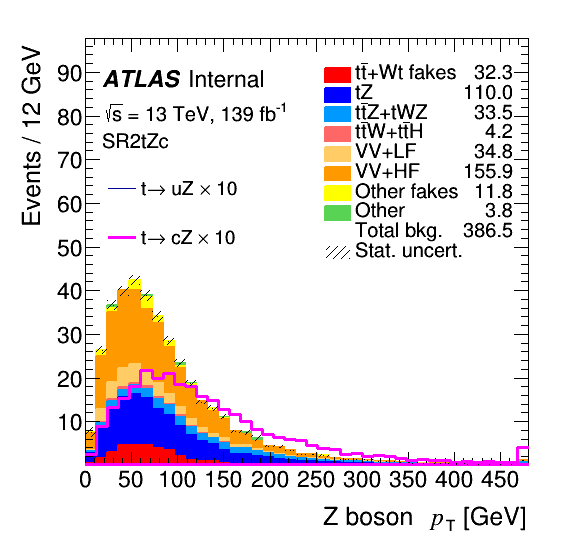 ATLAS Internal
√s = 13 TeV, 139 fb⁻¹
SR2tZc
t→ uZ × 10
t→ cZ × 10
tt̄+Wt fakes 32.3
tZ 110.0
tt̄Z+tWZ 33.5
tt̄W+tt̄H 4.2
VV+LF 34.8
VV+HF 155.9
Other fakes 11.8
Other 3.8
Total bkg. 386.5
Stat. uncert.
Events / 12 GeV
90
80
70
60
50
40
30
20
10
0 50 100 150 200 250 300 350 400 450
Z boson p_T [GeV]